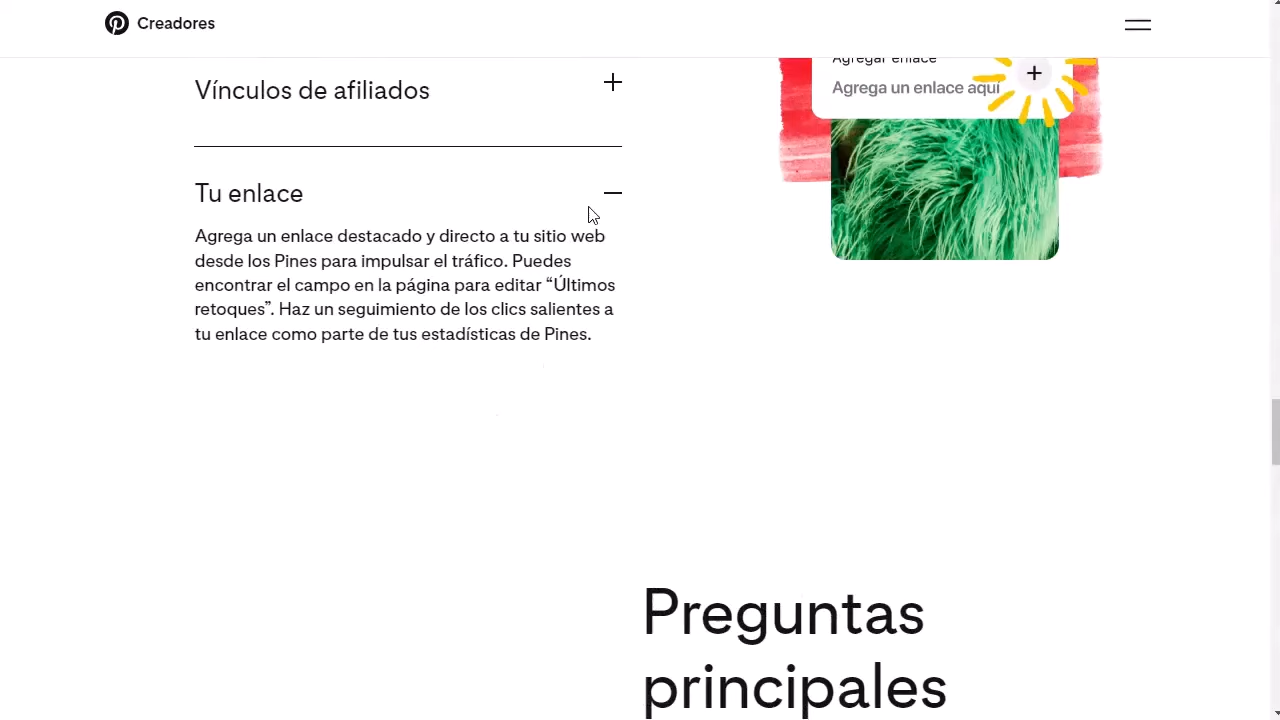 Creadores
Vínculos de afiliados
Agregar enlace
Agrega un enlace aquí
Tu enlace
Agrega un enlace destacado y directo a tu sitio web
desde los Pines para impulsar el tráfico. Puedes
encontrar el campo en la página para editar “Últimos
retoques”. Haz un seguimiento de los clics salientes a
tu enlace como parte de tus estadísticas de Pines.
Preguntas
principales